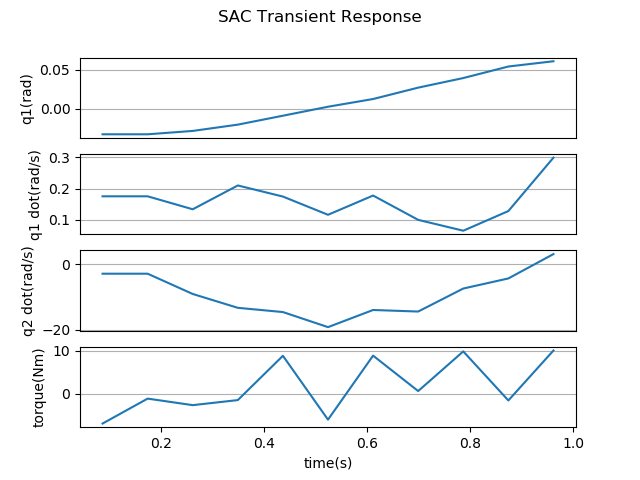 SAC Transient Response
q1(rad)
0.05
0.00
q1 dot(rad/s)
0.3
0.2
0.1
q2 dot(rad/s)
0
−20
torque(Nm)
10
0
0.2 0.4 0.6 0.8 1.0
time(s)